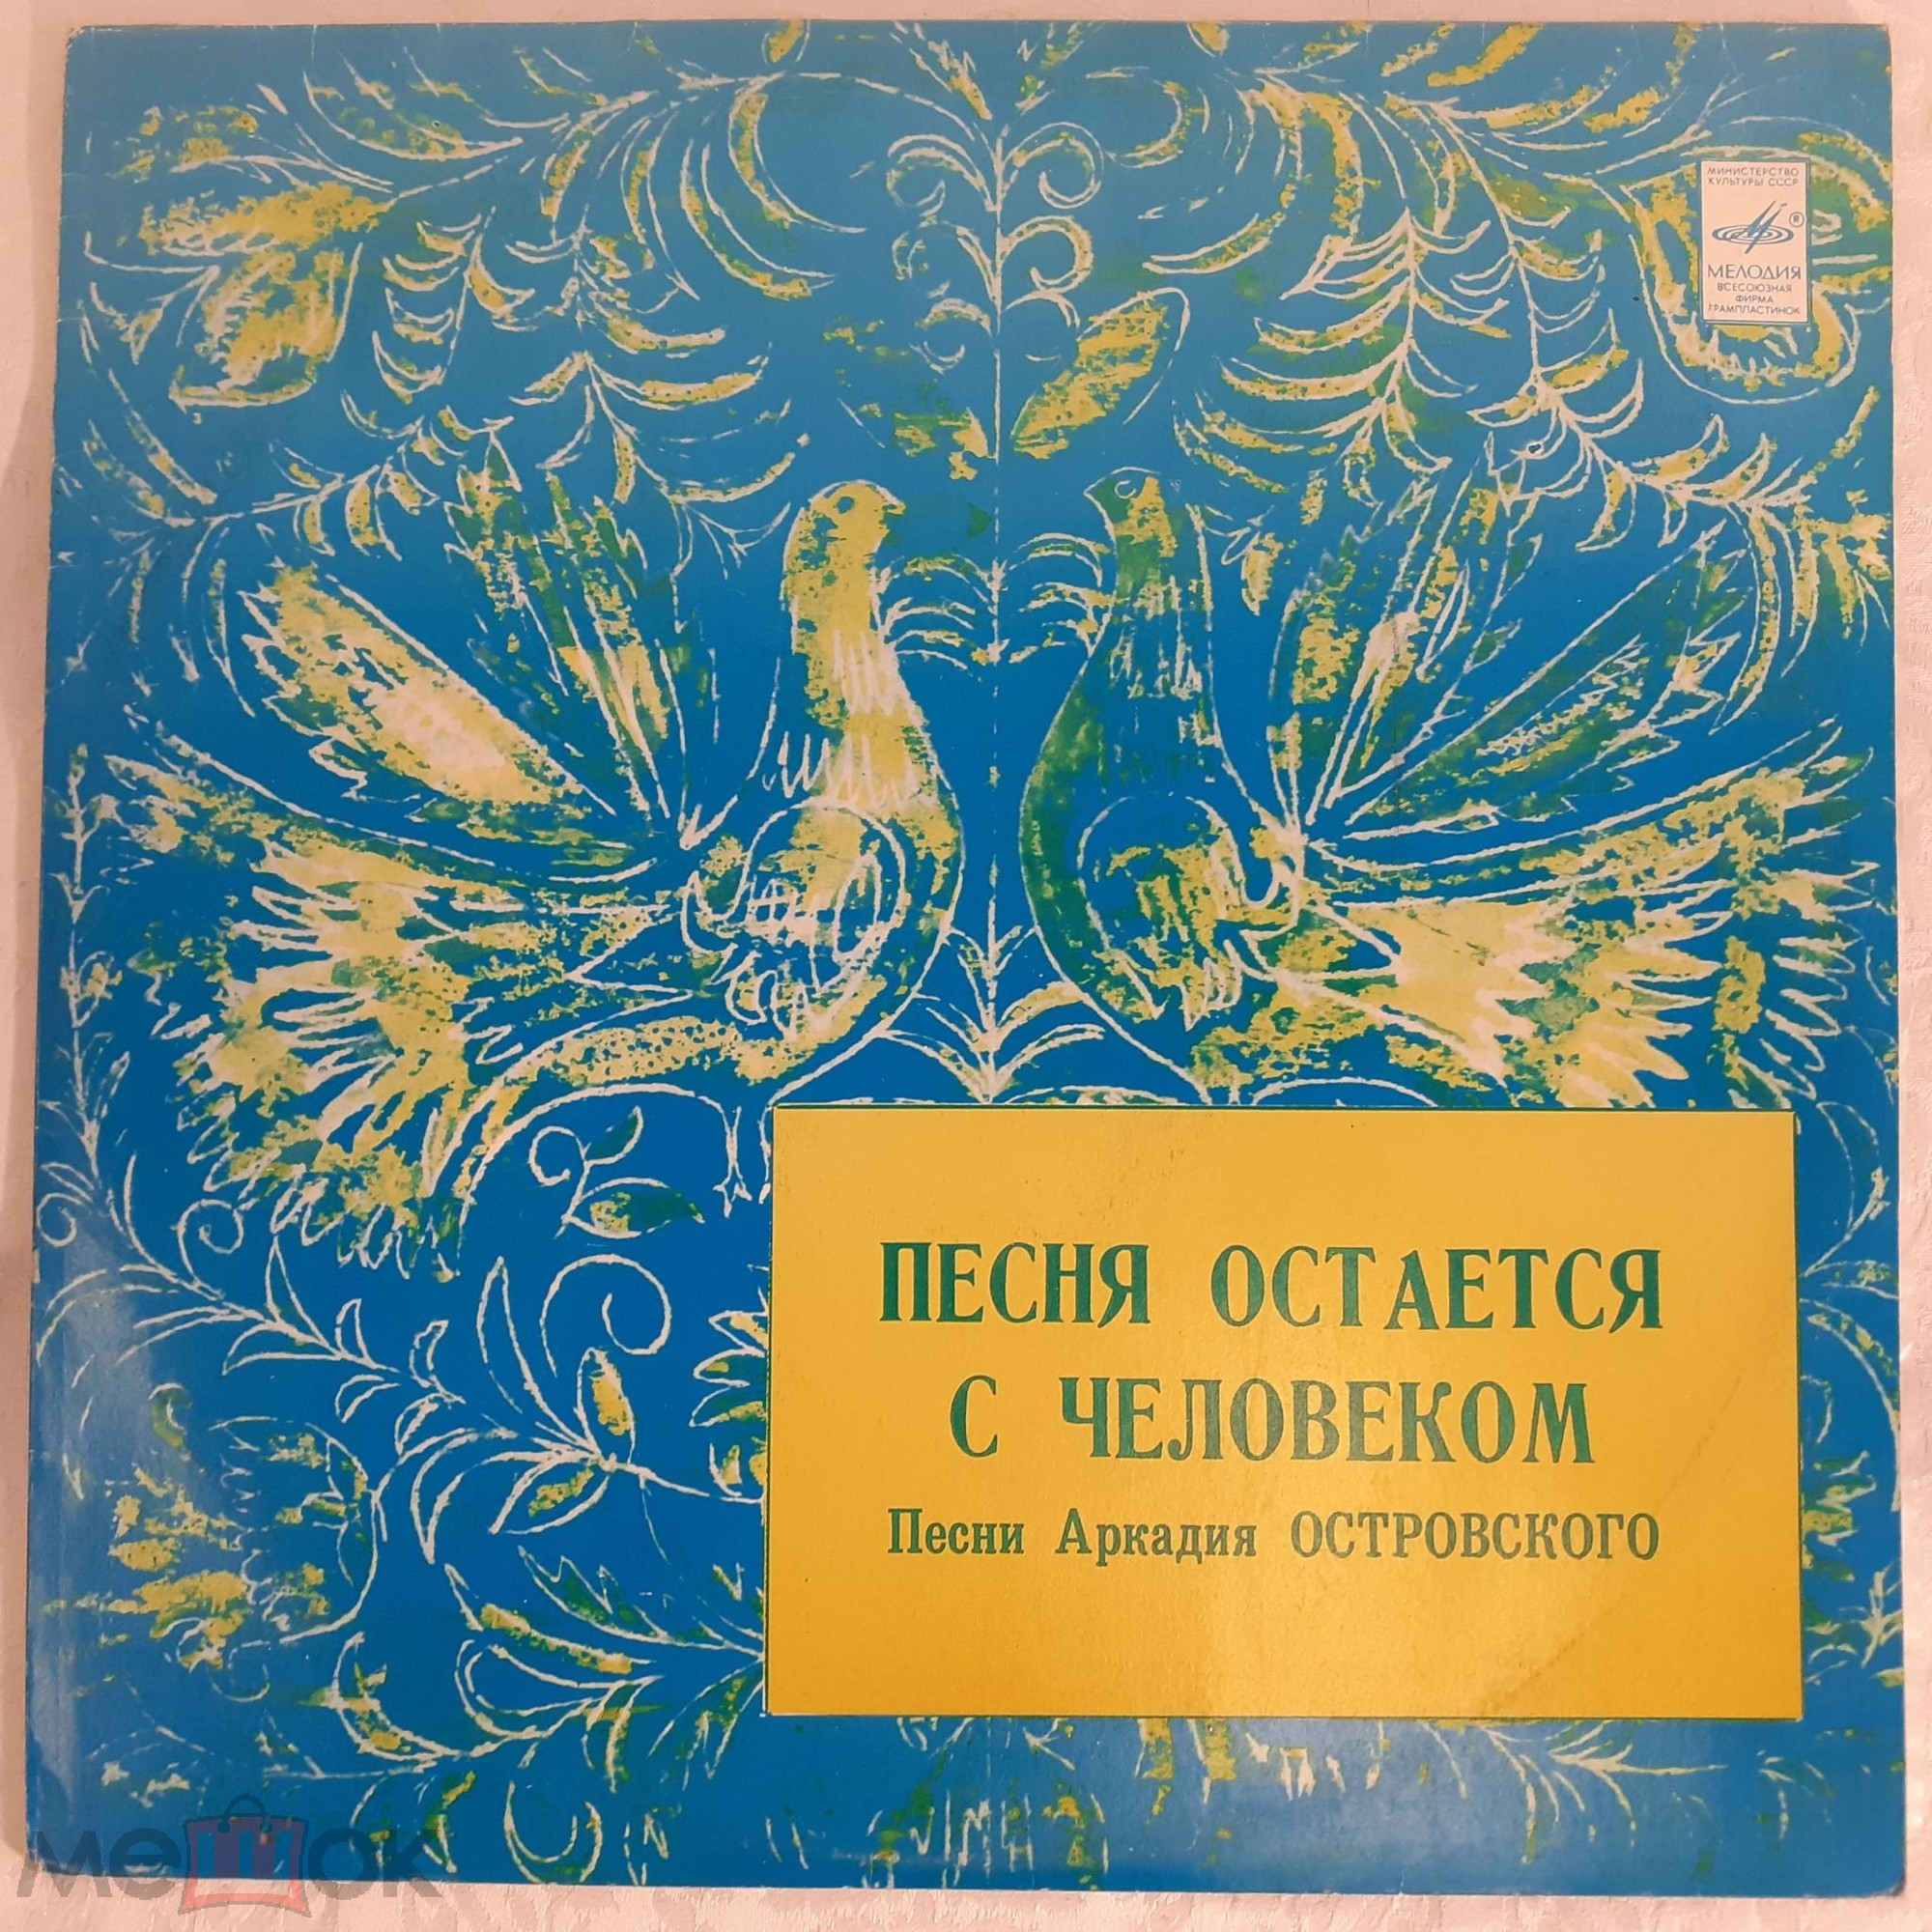 МИНИСТЕРСТВО
КУЛЬТУРЫ СССР
®
МЕЛОДИЯ
ВСЕСОЮЗНАЯ
ФИРМА
ГРАМПЛАСТИНОК
ПЕСНЯ ОСТАЕТСЯ
С ЧЕЛОВЕКОМ
Песни Аркадия ОСТРОВСКОГО
мешок